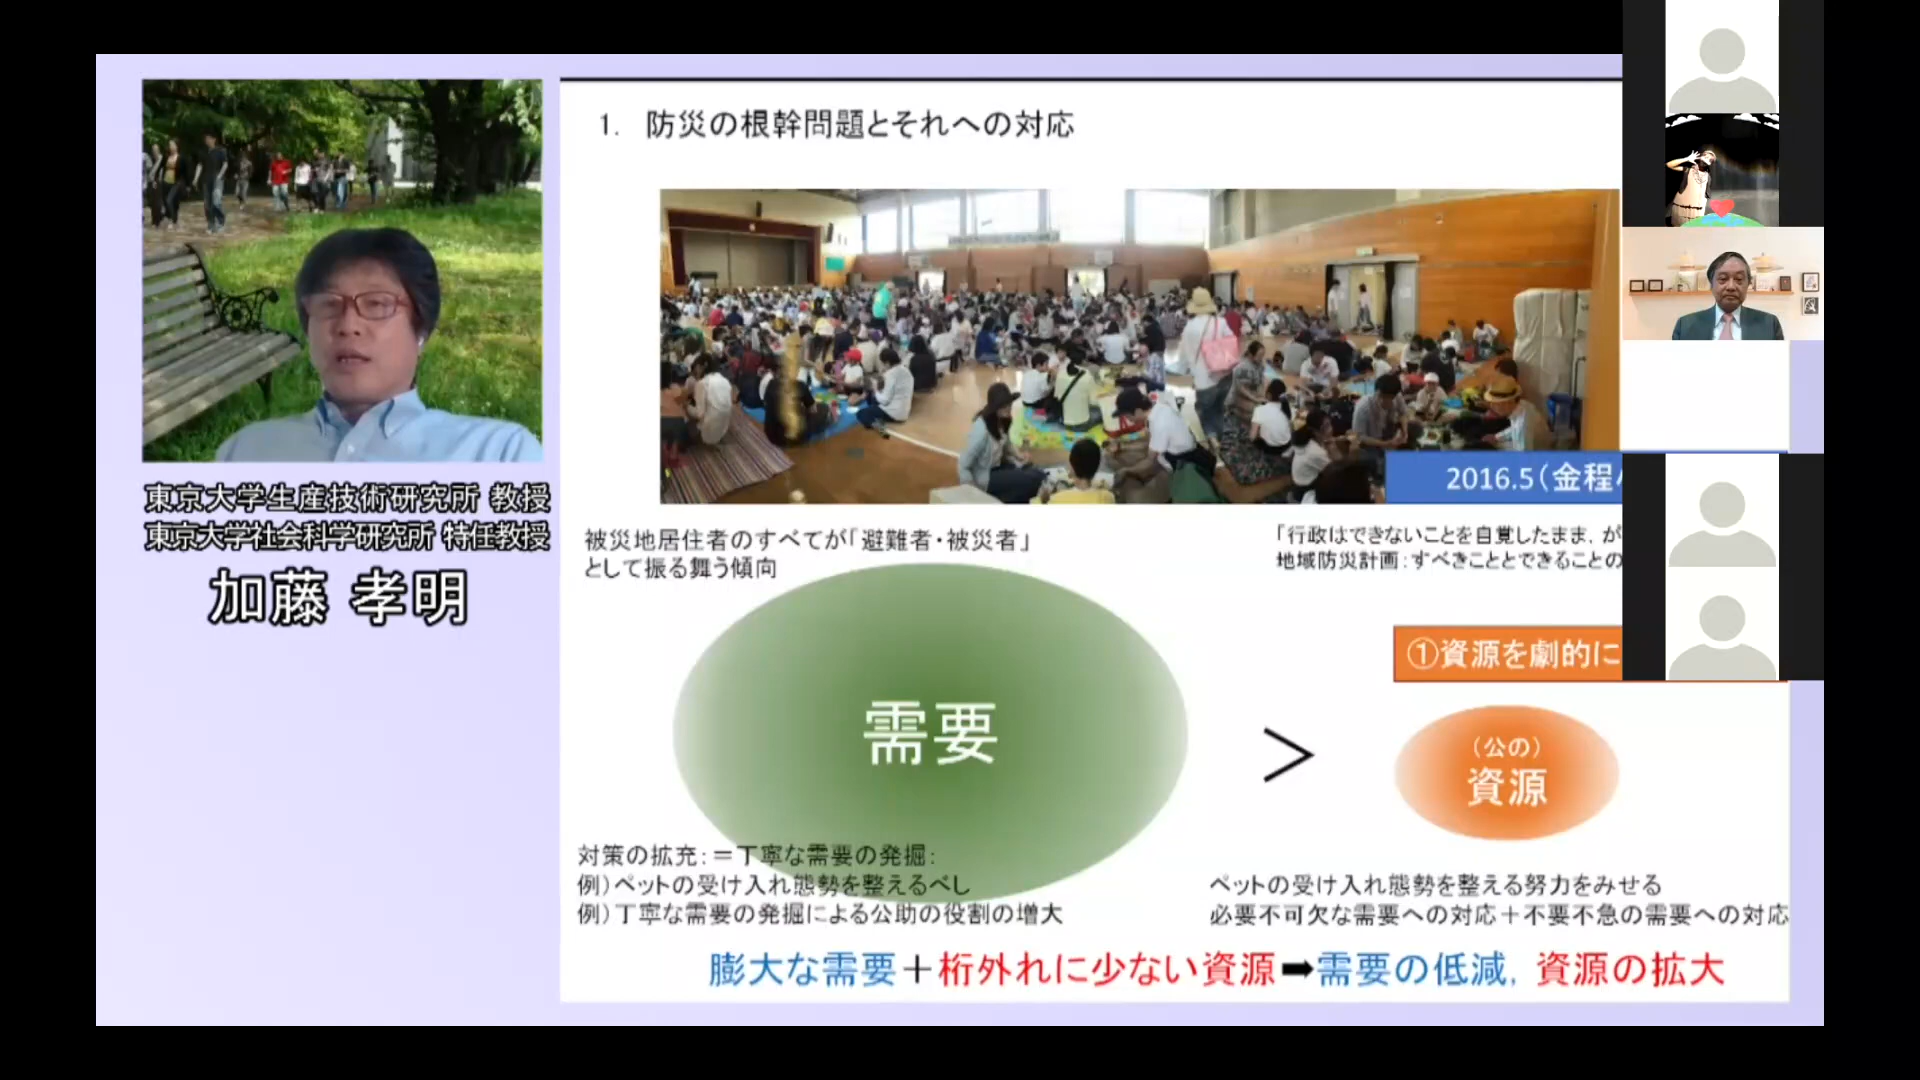 東京大学生産技術研究所 教授
東京大学社会科学研究所 特任教授
加藤 孝明
1. 防災の根幹問題とそれへの対応
2016.5(金程
被災地居住者のすべてが「避難者・被災者」
として振る舞う傾向
「行政はできないことを自覚したまま, が
地域防災計画:すべきこととできることの
①資源を劇的に
需要
>
(公の)
資源
対策の拡充:=丁寧な需要の発掘:
例)ペットの受け入れ態勢を整えるべし
例)丁寧な需要の発掘による公助の役割の増大
ペットの受け入れ態勢を整える努力をみせる
必要不可欠な需要への対応+不要不急の需要への対応
膨大な需要+桁外れに少ない資源➡需要の低減, 資源の拡大